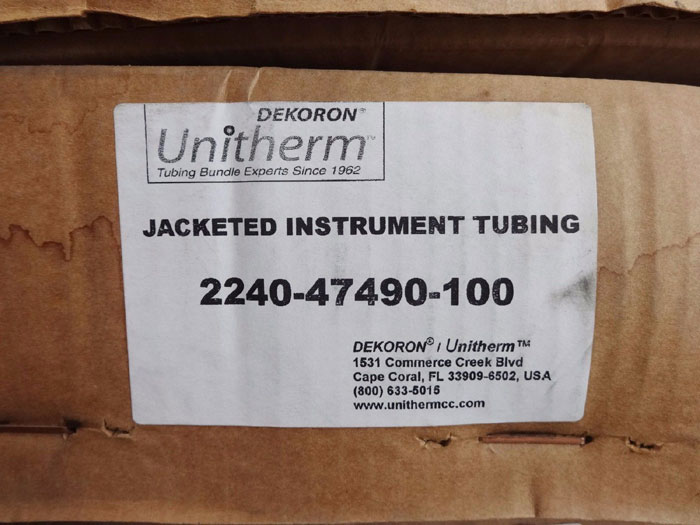 DEKORON®
Unitherm™
Tubing Bundle Experts Since 1962
JACKETED INSTRUMENT TUBING
2240-47490-100
DEKORON® / Unitherm™
1531 Commerce Creek Blvd
Cape Coral, FL 33909-6502, USA
(800) 633-5015
www.unithermcc.com